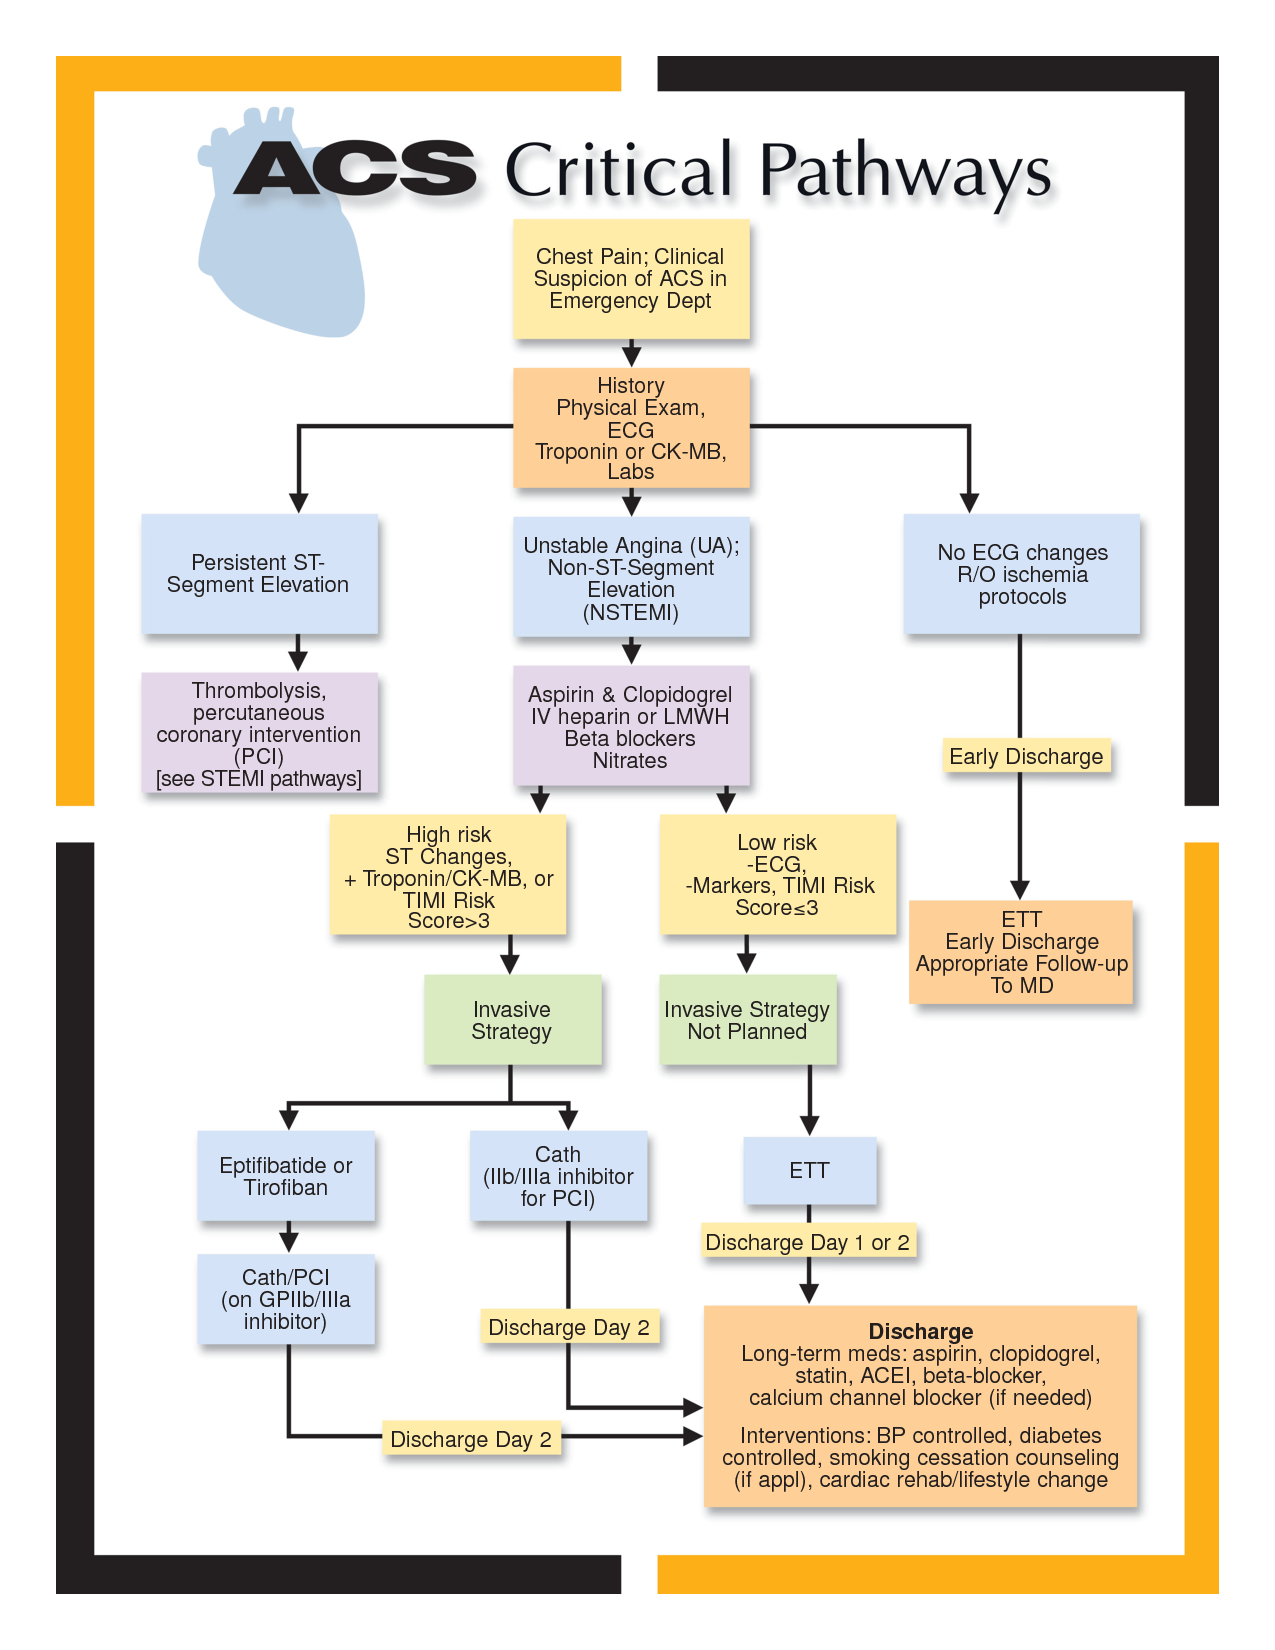 ACS Critical Pathways
Chest Pain; Clinical
Suspicion of ACS in
Emergency Dept
History
Physical Exam,
ECG
Troponin or CK-MB,
Labs
Persistent ST-
Segment Elevation
Unstable Angina (UA);
Non-ST-Segment
Elevation
(NSTEMI)
No ECG changes
R/O ischemia
protocols
Thrombolysis,
percutaneous
coronary intervention
(PCI)
[see STEMI pathways]
Aspirin & Clopidogrel
IV heparin or LMWH
Beta blockers
Nitrates
Early Discharge
High risk
ST Changes,
+ Troponin/CK-MB, or
TIMI Risk
Score>3
Low risk
-ECG,
-Markers, TIMI Risk
Score≤3
ETT
Early Discharge
Appropriate Follow-up
To MD
Invasive
Strategy
Invasive Strategy
Not Planned
Eptifibatide or
Tirofiban
Cath
(IIb/IIIa inhibitor
for PCI)
ETT
Cath/PCI
(on GPIIb/IIIa
inhibitor)
Discharge Day 2
Discharge Day 1 or 2
Discharge Day 2
Discharge
Long-term meds: aspirin, clopidogrel,
statin, ACEI, beta-blocker,
calcium channel blocker (if needed)
Interventions: BP controlled, diabetes
controlled, smoking cessation counseling
(if appl), cardiac rehab/lifestyle change